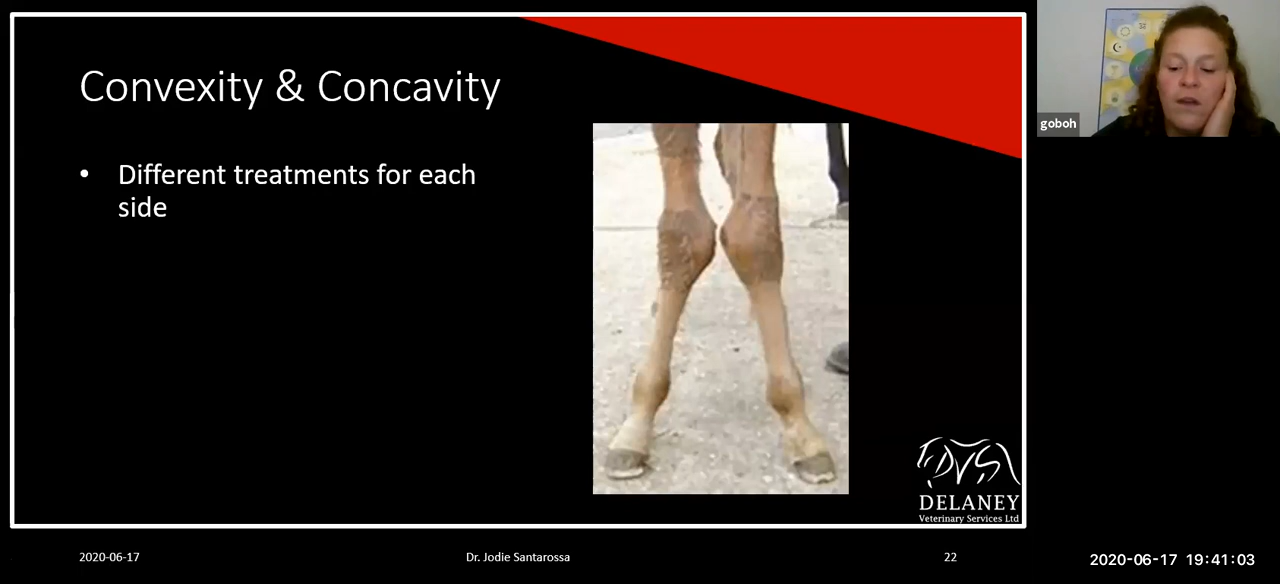 Convexity & Concavity
• Different treatments for each
side
goboh
DVS
DELANEY
Veterinary Services Ltd
2020-06-17
Dr. Jodie Santarossa
22
2020-06-17 19:41:03